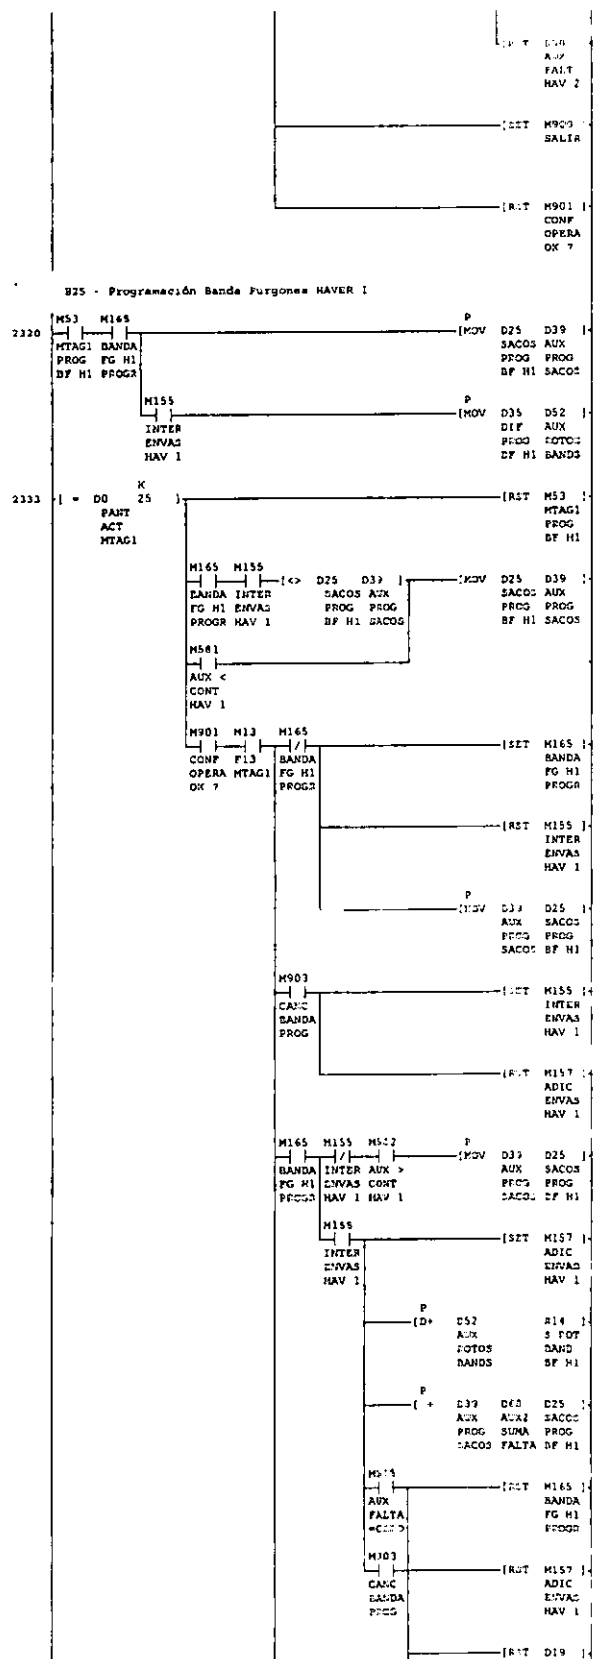 AUX
FALT
HAV 2
M900 ]
SALIR
M901 ]
CONF
OPERA
OK ?
B25 - Programación Banda Furgones HAVER I
M53 M165 P
2320 [MOV D25 D39 ]
MTAG1 BANDA SACOS AUX
PROG FG H1 PROG PROG
BF H1 PROGR BF H1 SACOS
M155 P
[MOV D35 D52 ]
INTER DIF AUX
ENVAS PROG FOTOS
HAV 1 BF H1 BANDS
K
2333 [ = D0 25 ] [RST M53 ]
PANT MTAG1
ACT PROG
MTAG1 BF H1
M165 M155
[<> D25 D39 ] [MOV D25 D39 ]
BANDA INTER SACOS AUX SACOS AUX
FG H1 ENVAS PROG PROG PROG PROG
PROGR HAV 1 BF H1 SACOS BF H1 SACOS
M581
AUX <
CONT
HAV 1
M901 M13 M165
[SET M165 ]
CONF F13 BANDA BANDA
OPERA MTAG1 FG H1 FG H1
OK ? PROGR PROGR
[RST M155 ]
INTER
ENVAS
HAV 1
P
[MOV D39 D25 ]
AUX SACOS
PROG PROG
SACOS BF H1
M903
[SET M155 ]
CANC INTER
BANDA ENVAS
PROG HAV 1
[RST M157 ]
ADIC
ENVAS
HAV 1
M165 M155 P
[MOV D39 D25 ]
BANDA INTER AUX > AUX SACOS
FG H1 ENVAS CONT PROG PROG
PROGR HAV 1 HAV 1 SACOS BF H1
M155
[SET M157 ]
INTER ADIC
ENVAS ENVAS
HAV 1 HAV 1
P
[D+ D52 ]
AUX S FOT
FOTOS BAND
BANDS BF H1
P
[ + D39 D60 D25 ]
AUX AUX2 SACOS
PROG SUMA PROG
SACOS FALTA BF H1
[RST M165 ]
AUX BANDA
FALTA FG H1
PROGR
M903
[RST M157 ]
CANC ADIC
BANDA ENVAS
PROG HAV 1
[RST D19